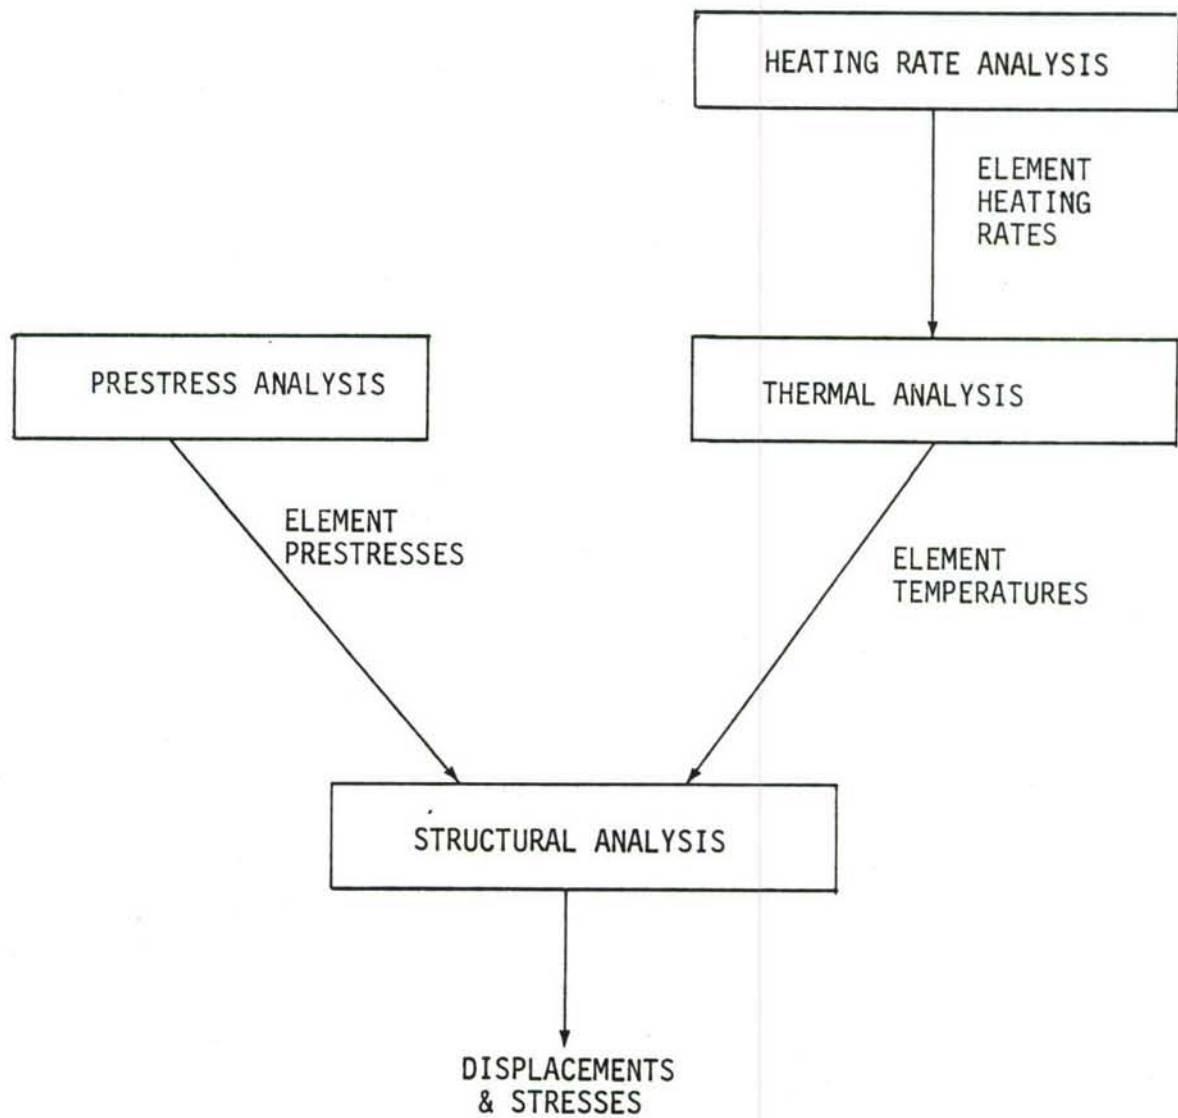 HEATING RATE ANALYSIS
ELEMENT
HEATING
RATES
PRESTRESS ANALYSIS
THERMAL ANALYSIS
ELEMENT
PRESTRESSES
ELEMENT
TEMPERATURES
STRUCTURAL ANALYSIS
DISPLACEMENTS
& STRESSES